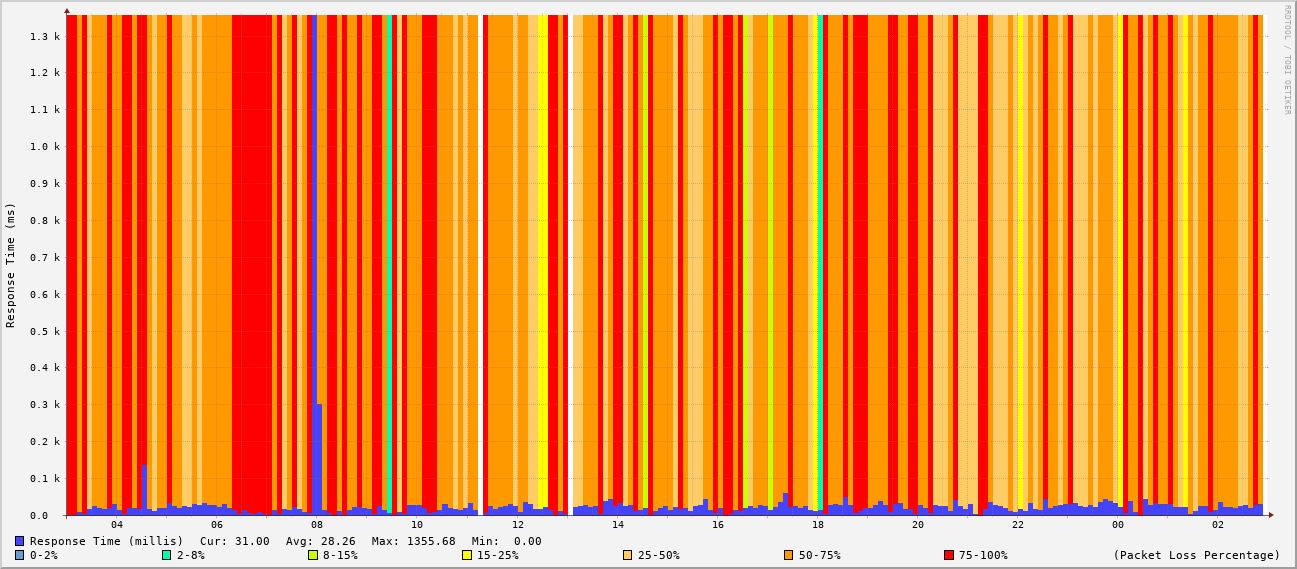 RRDTOOL / TOBI OETIKER
Response Time (ms)
1.3 k
1.2 k
1.1 k
1.0 k
0.9 k
0.8 k
0.7 k
0.6 k
0.5 k
0.4 k
0.3 k
0.2 k
0.1 k
0.0
04 06 08 10 12 14 16 18 20 22 00 02
Response Time (millis) Cur: 31.00 Avg: 28.26 Max: 1355.68 Min: 0.00
0-2% 2-8% 8-15% 15-25% 25-50% 50-75% 75-100% (Packet Loss Percentage)